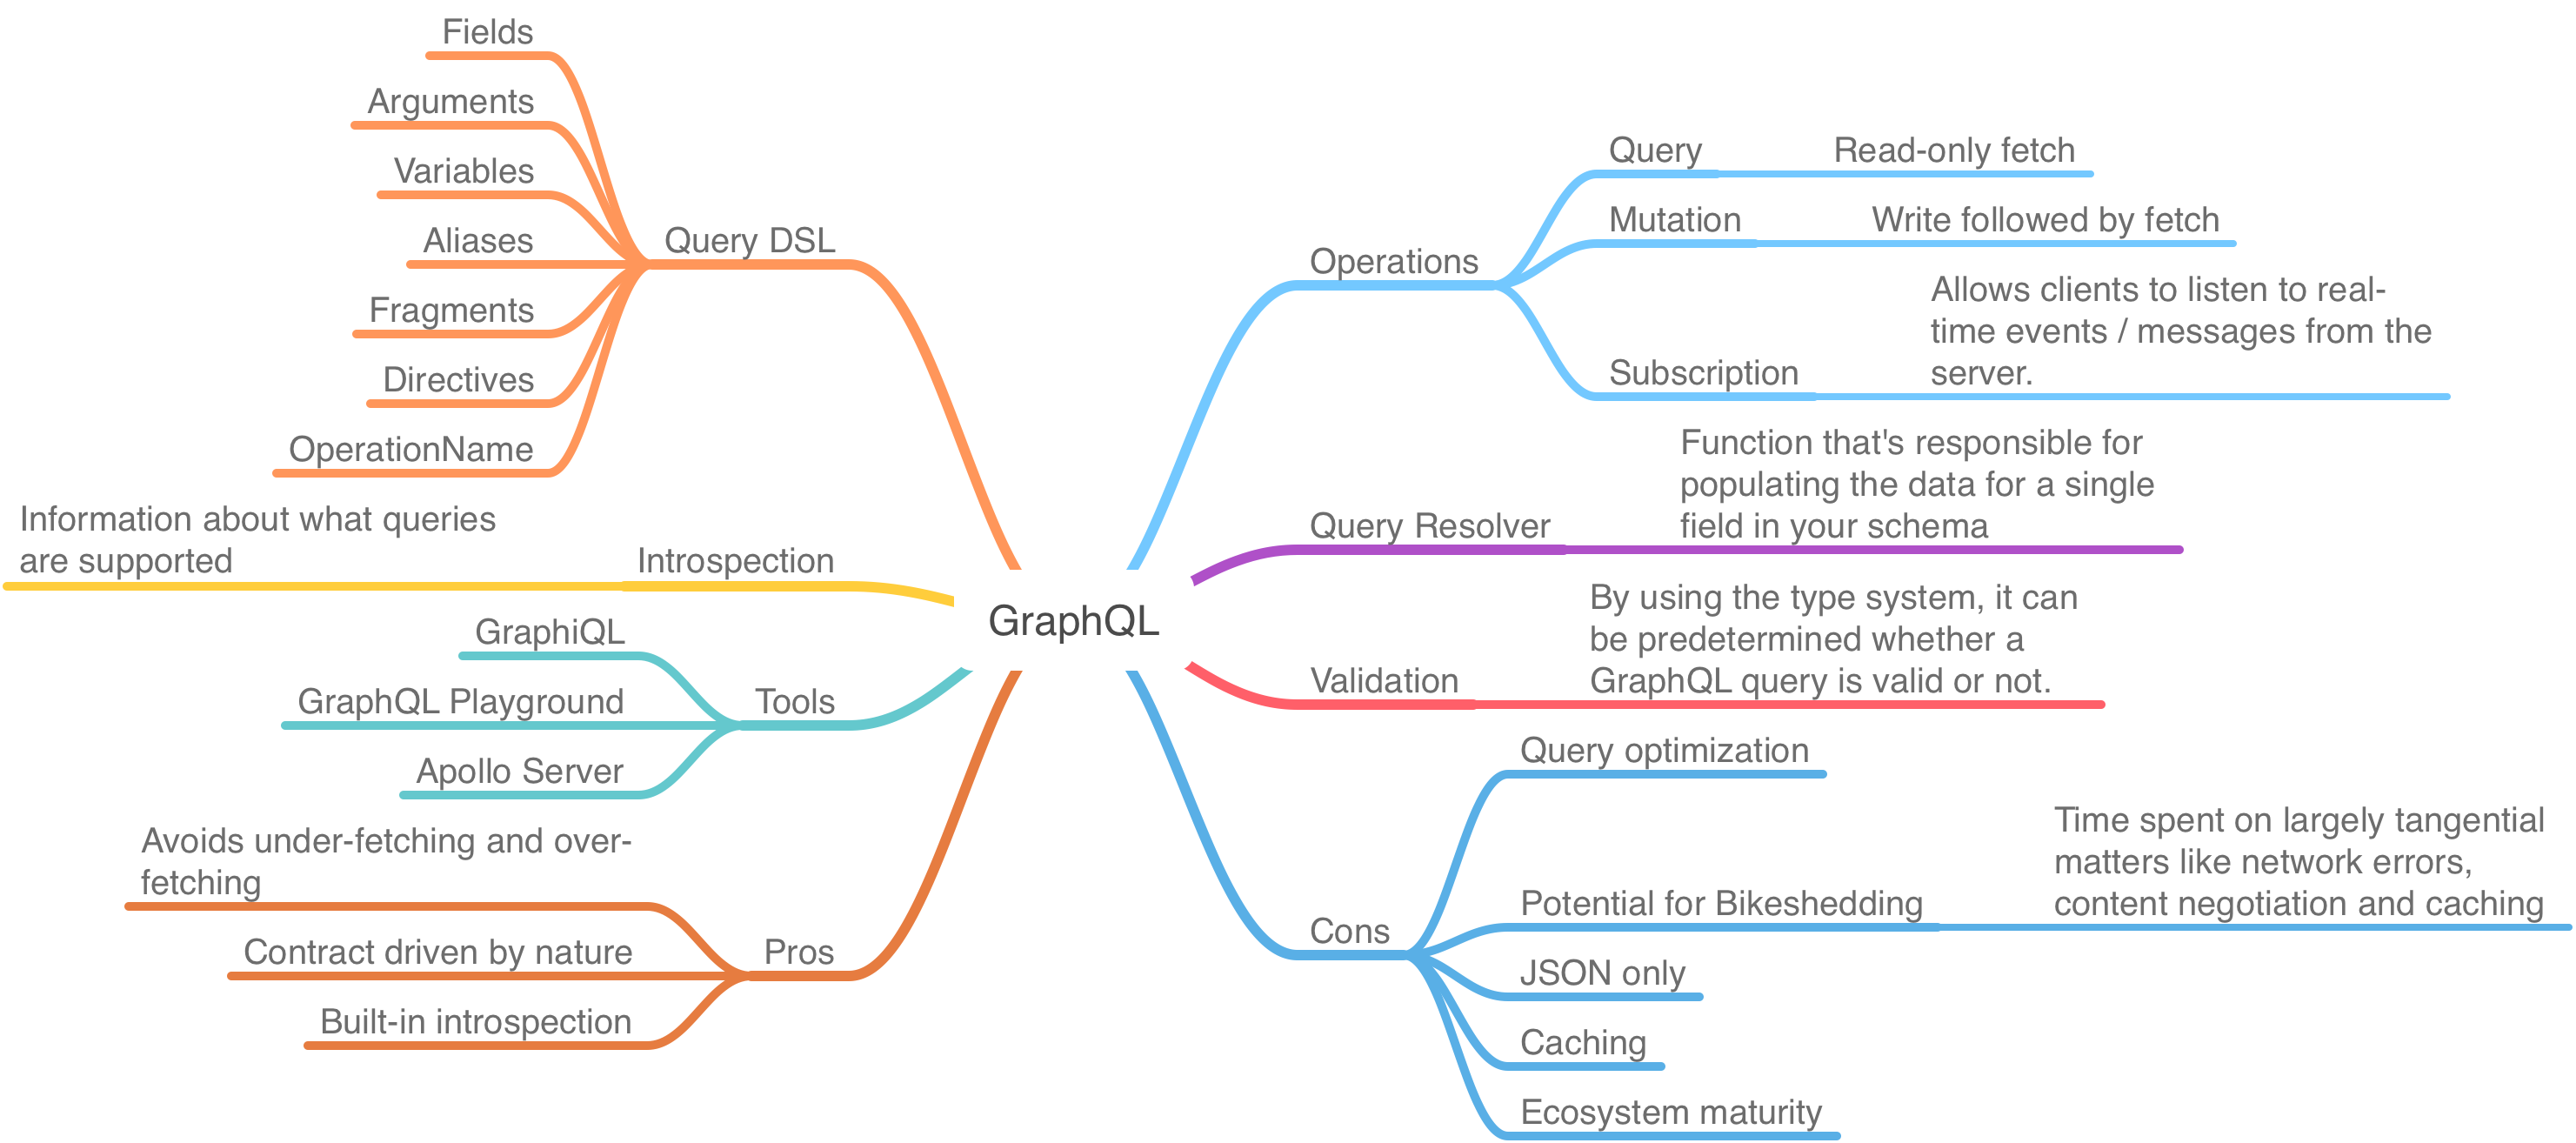 GraphQL
Query DSL
Fields
Arguments
Variables
Aliases
Fragments
Directives
OperationName
Introspection
Information about what queries
are supported
Tools
GraphiQL
GraphQL Playground
Apollo Server
Pros
Avoids under-fetching and over-
fetching
Contract driven by nature
Built-in introspection
Operations
Query
Read-only fetch
Mutation
Write followed by fetch
Subscription
Allows clients to listen to real-
time events / messages from the
server.
Query Resolver
Function that's responsible for
populating the data for a single
field in your schema
Validation
By using the type system, it can
be predetermined whether a
GraphQL query is valid or not.
Cons
Query optimization
Potential for Bikeshedding
Time spent on largely tangential
matters like network errors,
content negotiation and caching
JSON only
Caching
Ecosystem maturity